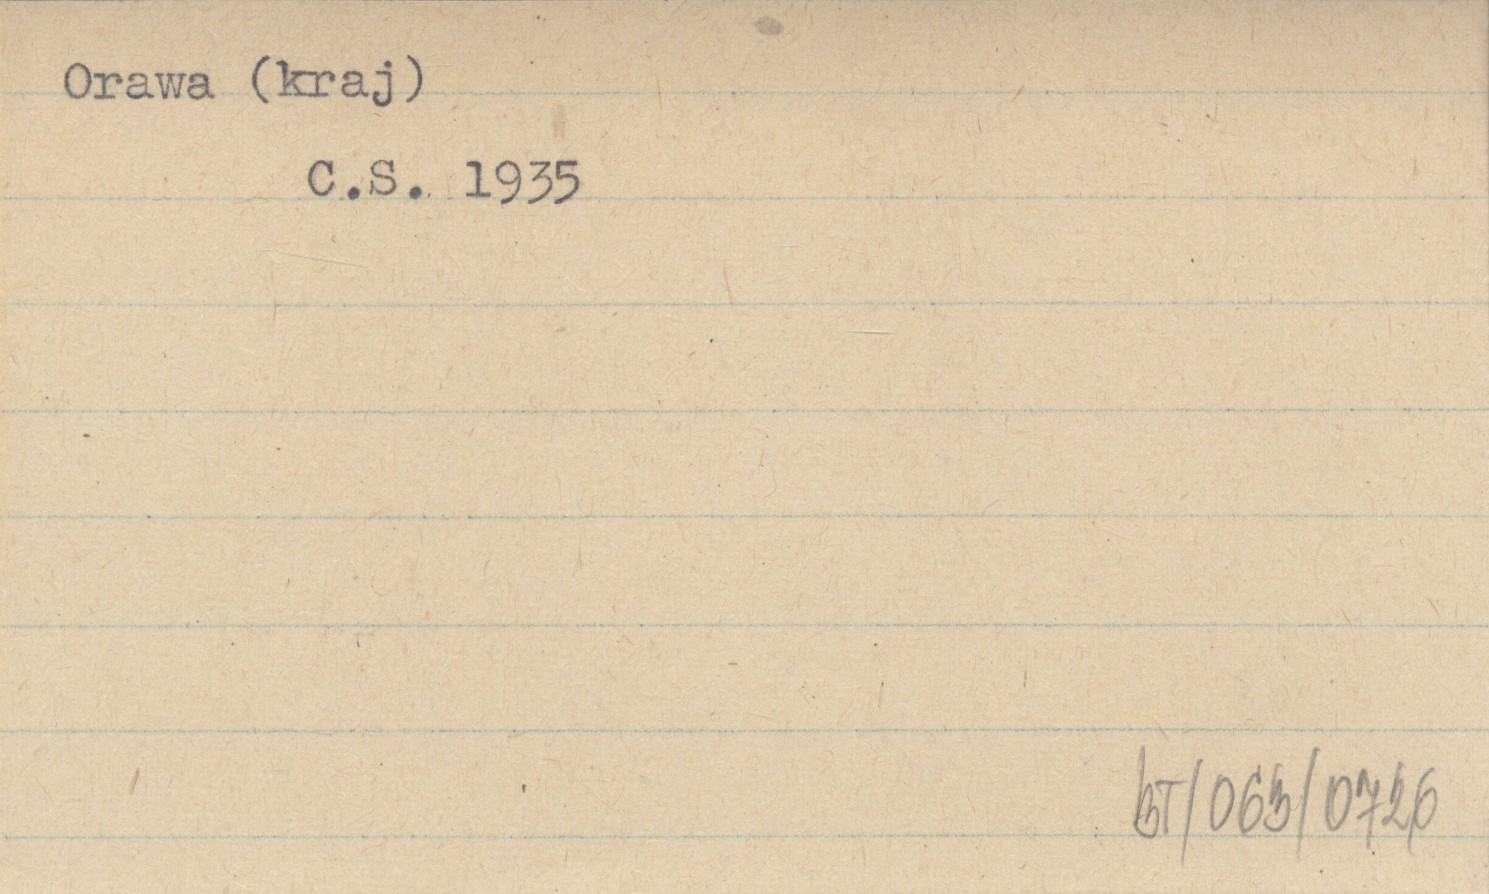 Orawa (kraj)
C.S. 1935
bT/063/0726